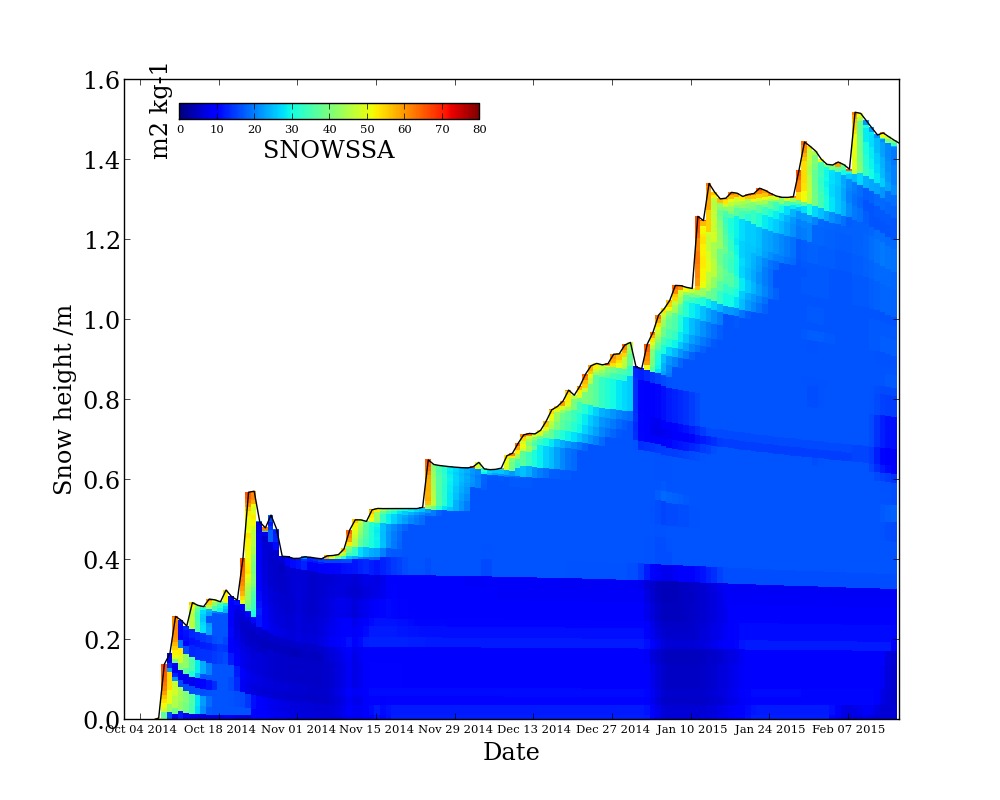 1.6
1.4
1.2
1.0
0.8
0.6
0.4
0.2
0.0
Snow height /m
m2 kg-1
0 10 20 30 40 50 60 70 80
SNOWSSA
Oct 04 2014 Oct 18 2014 Nov 01 2014 Nov 15 2014 Nov 29 2014 Dec 13 2014 Dec 27 2014 Jan 10 2015 Jan 24 2015 Feb 07 2015
Date